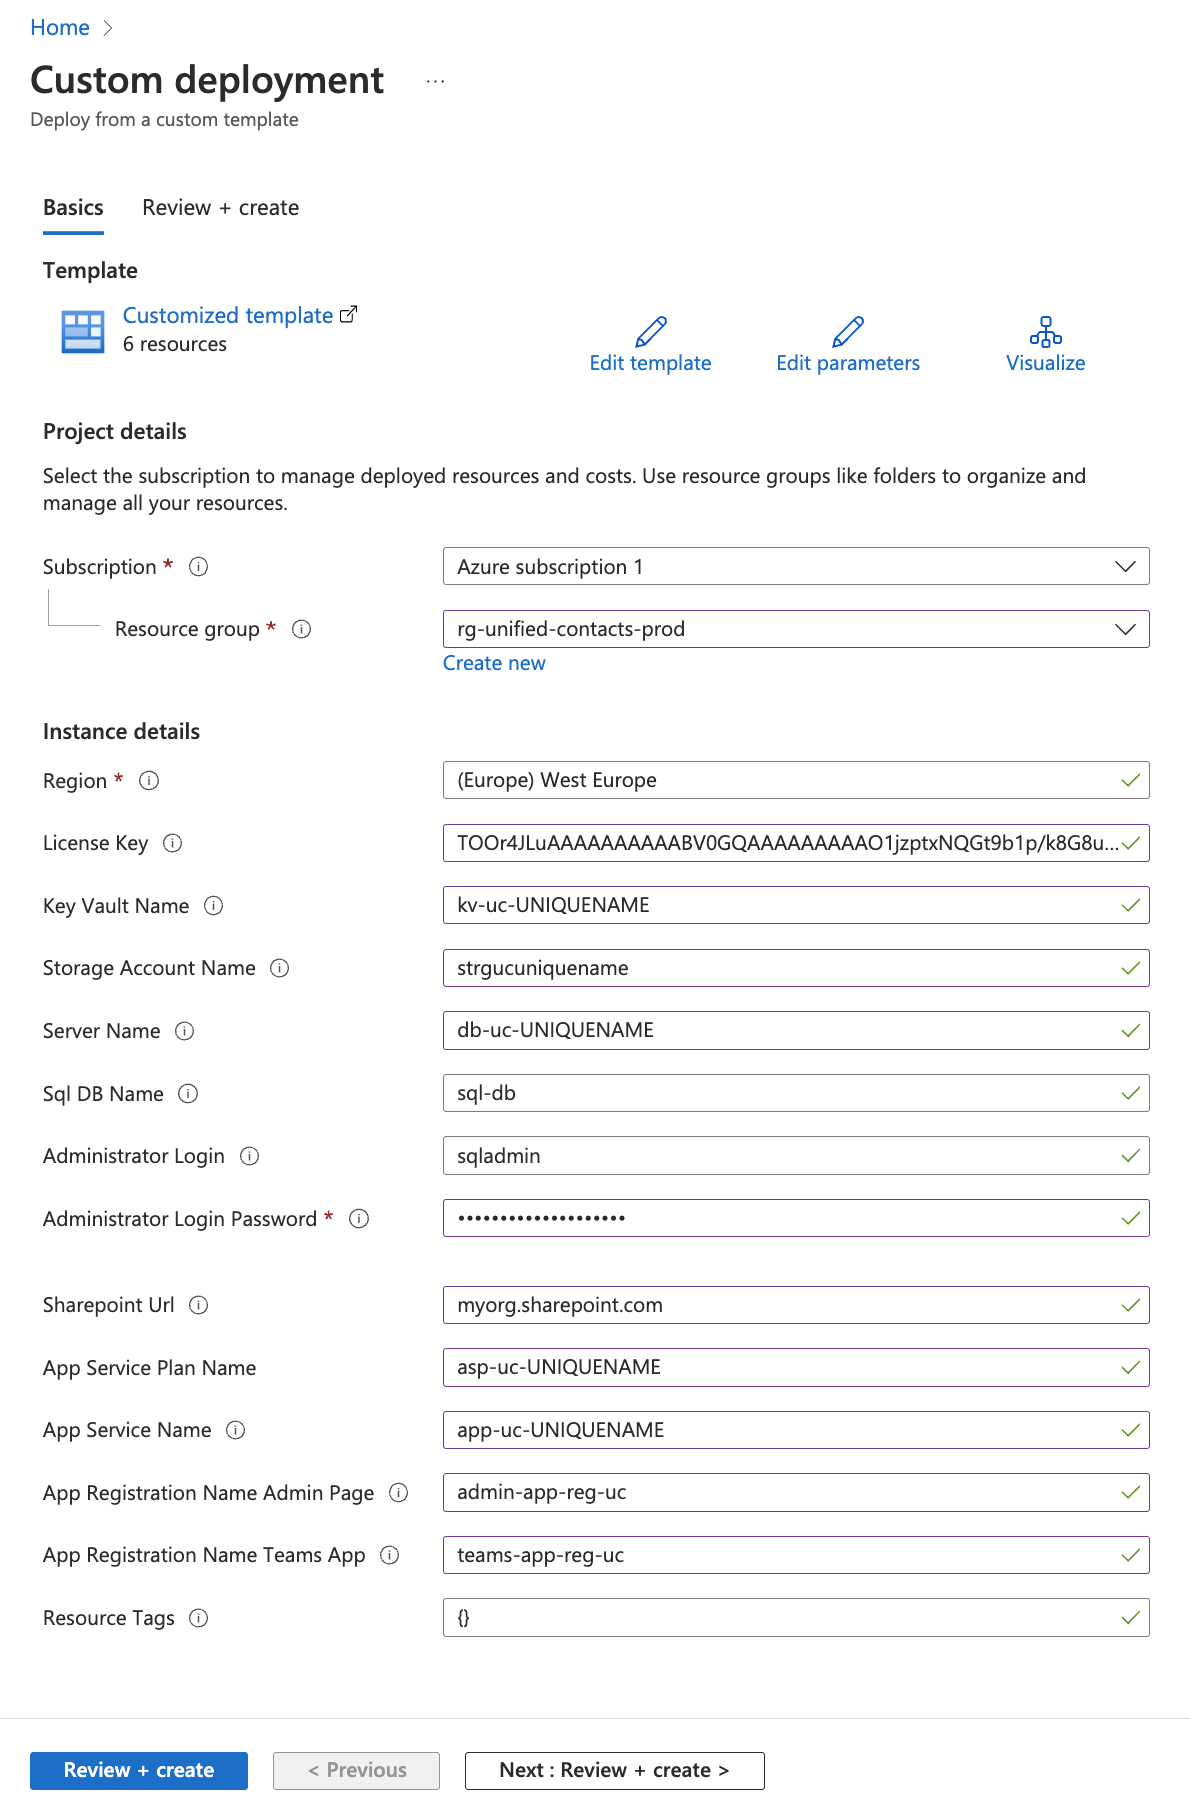 Home >
Custom deployment ...
Deploy from a custom template
Basics Review + create
Template
Customized template
6 resources
Edit template Edit parameters Visualize
Project details
Select the subscription to manage deployed resources and costs. Use resource groups like folders to organize and
manage all your resources.
Subscription * Azure subscription 1
Resource group * rg-unified-contacts-prod
Create new
Instance details
Region * (Europe) West Europe
License Key TOOr4JLuAAAAAAAAAABV0GQAAAAAAAAAO1jzptxNQGt9b1p/k8G8u...
Key Vault Name kv-uc-UNIQUENAME
Storage Account Name strgucuniquename
Server Name db-uc-UNIQUENAME
Sql DB Name sql-db
Administrator Login sqladmin
Administrator Login Password * ••••••••••••••••••••
Sharepoint Url myorg.sharepoint.com
App Service Plan Name asp-uc-UNIQUENAME
App Service Name app-uc-UNIQUENAME
App Registration Name Admin Page admin-app-reg-uc
App Registration Name Teams App teams-app-reg-uc
Resource Tags {}
Review + create < Previous Next : Review + create >